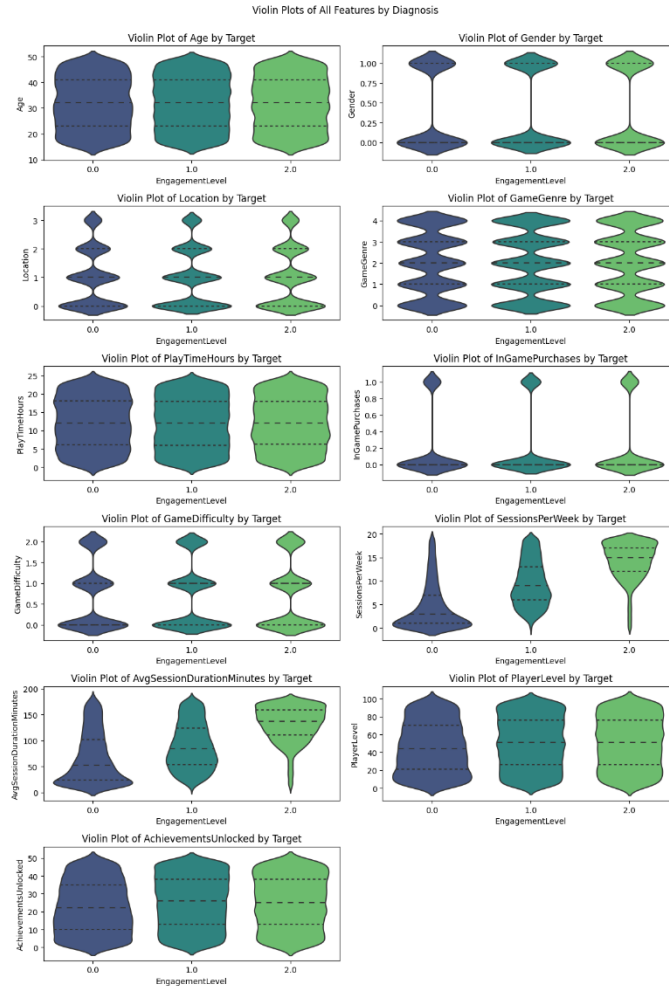 Violin Plots of All Features by Diagnosis
Violin Plot of Age by Target
Age
50
40
30
20
10
0.0 1.0 2.0
EngagementLevel
Violin Plot of Gender by Target
Gender
1.00
0.75
0.50
0.25
0.00
0.0 1.0 2.0
EngagementLevel
Violin Plot of Location by Target
Location
3
2
1
0
0.0 1.0 2.0
EngagementLevel
Violin Plot of GameGenre by Target
GameGenre
4
3
2
1
0
0.0 1.0 2.0
EngagementLevel
Violin Plot of PlayTimeHours by Target
PlayTimeHours
25
20
15
10
5
0
0.0 1.0 2.0
EngagementLevel
Violin Plot of InGamePurchases by Target
InGamePurchases
1.0
0.8
0.6
0.4
0.2
0.0
0.0 1.0 2.0
EngagementLevel
Violin Plot of GameDifficulty by Target
GameDifficulty
2.0
1.5
1.0
0.5
0.0
0.0 1.0 2.0
EngagementLevel
Violin Plot of SessionsPerWeek by Target
SessionsPerWeek
20
15
10
5
0
0.0 1.0 2.0
EngagementLevel
Violin Plot of AvgSessionDurationMinutes by Target
AvgSessionDurationMinutes
200
150
100
50
0
0.0 1.0 2.0
EngagementLevel
Violin Plot of PlayerLevel by Target
PlayerLevel
100
80
60
40
20
0
0.0 1.0 2.0
EngagementLevel
Violin Plot of AchievementsUnlocked by Target
AchievementsUnlocked
50
40
30
20
10
0
0.0 1.0 2.0
EngagementLevel